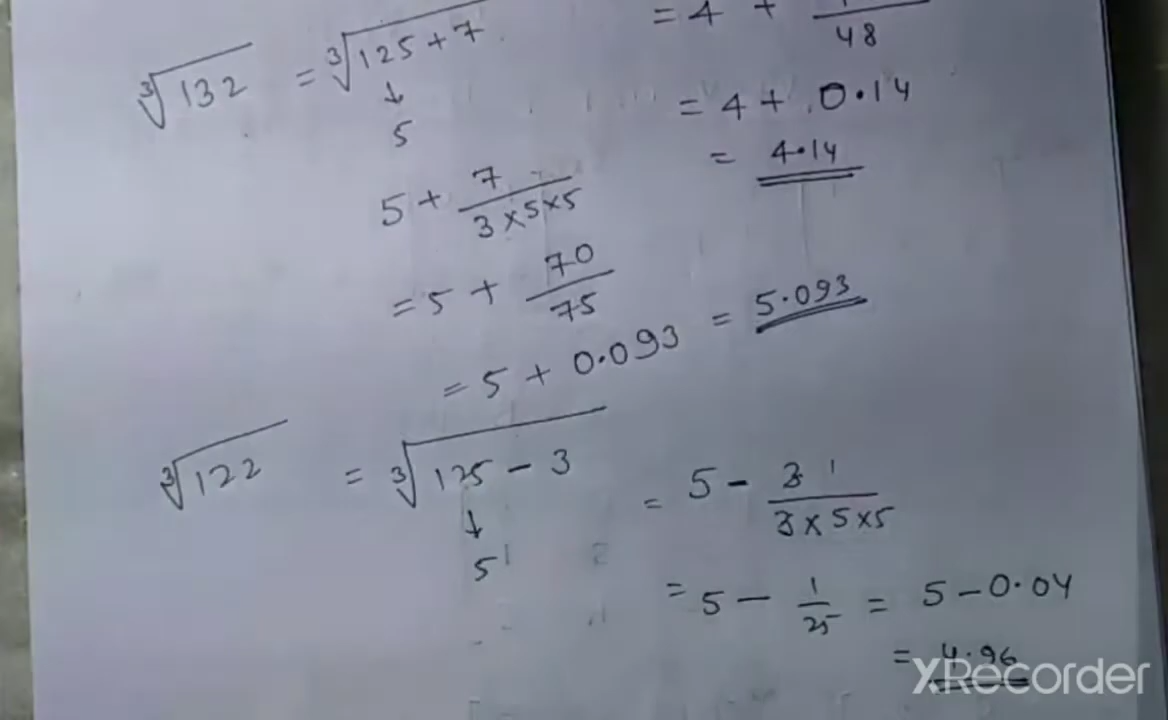 ∛132 = ∛125 + 7
↓
5
5 + 7/(3 × 5 × 5)
= 5 + 70/75
= 5 + 0.093 = 5.093
= 4 + /48
= 4 + 0.14
= 4.14
∛122 = ∛125 - 3
↓
5
= 5 - 3 1/(3 × 5 × 5)
= 5 - 1/25 = 5 - 0.04
= 4.96
XRecorder